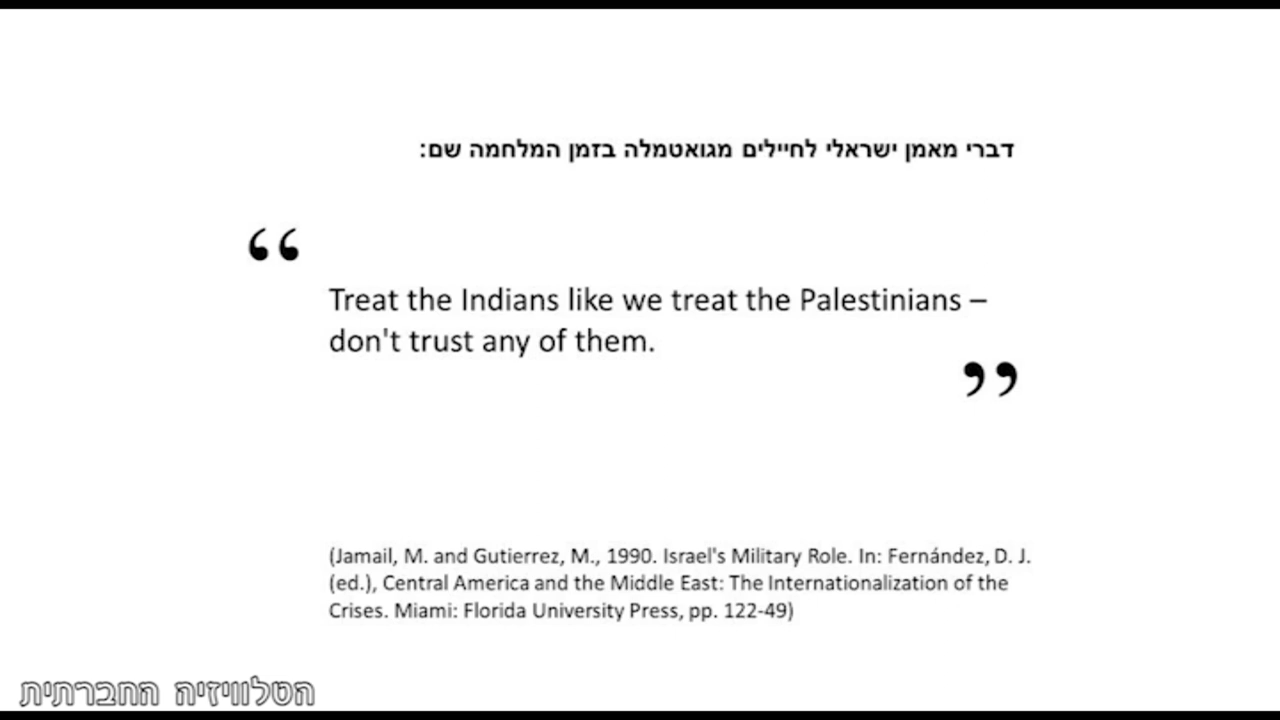 דברי מאמן ישראלי לחיילים מגואטמלה בזמן המלחמה שם:
“
Treat the Indians like we treat the Palestinians –
don't trust any of them.
”
(Jamail, M. and Gutierrez, M., 1990. Israel's Military Role. In: Fernández, D. J.
(ed.), Central America and the Middle East: The Internationalization of the
Crises. Miami: Florida University Press, pp. 122-49)
הטלוויזיה החברתית